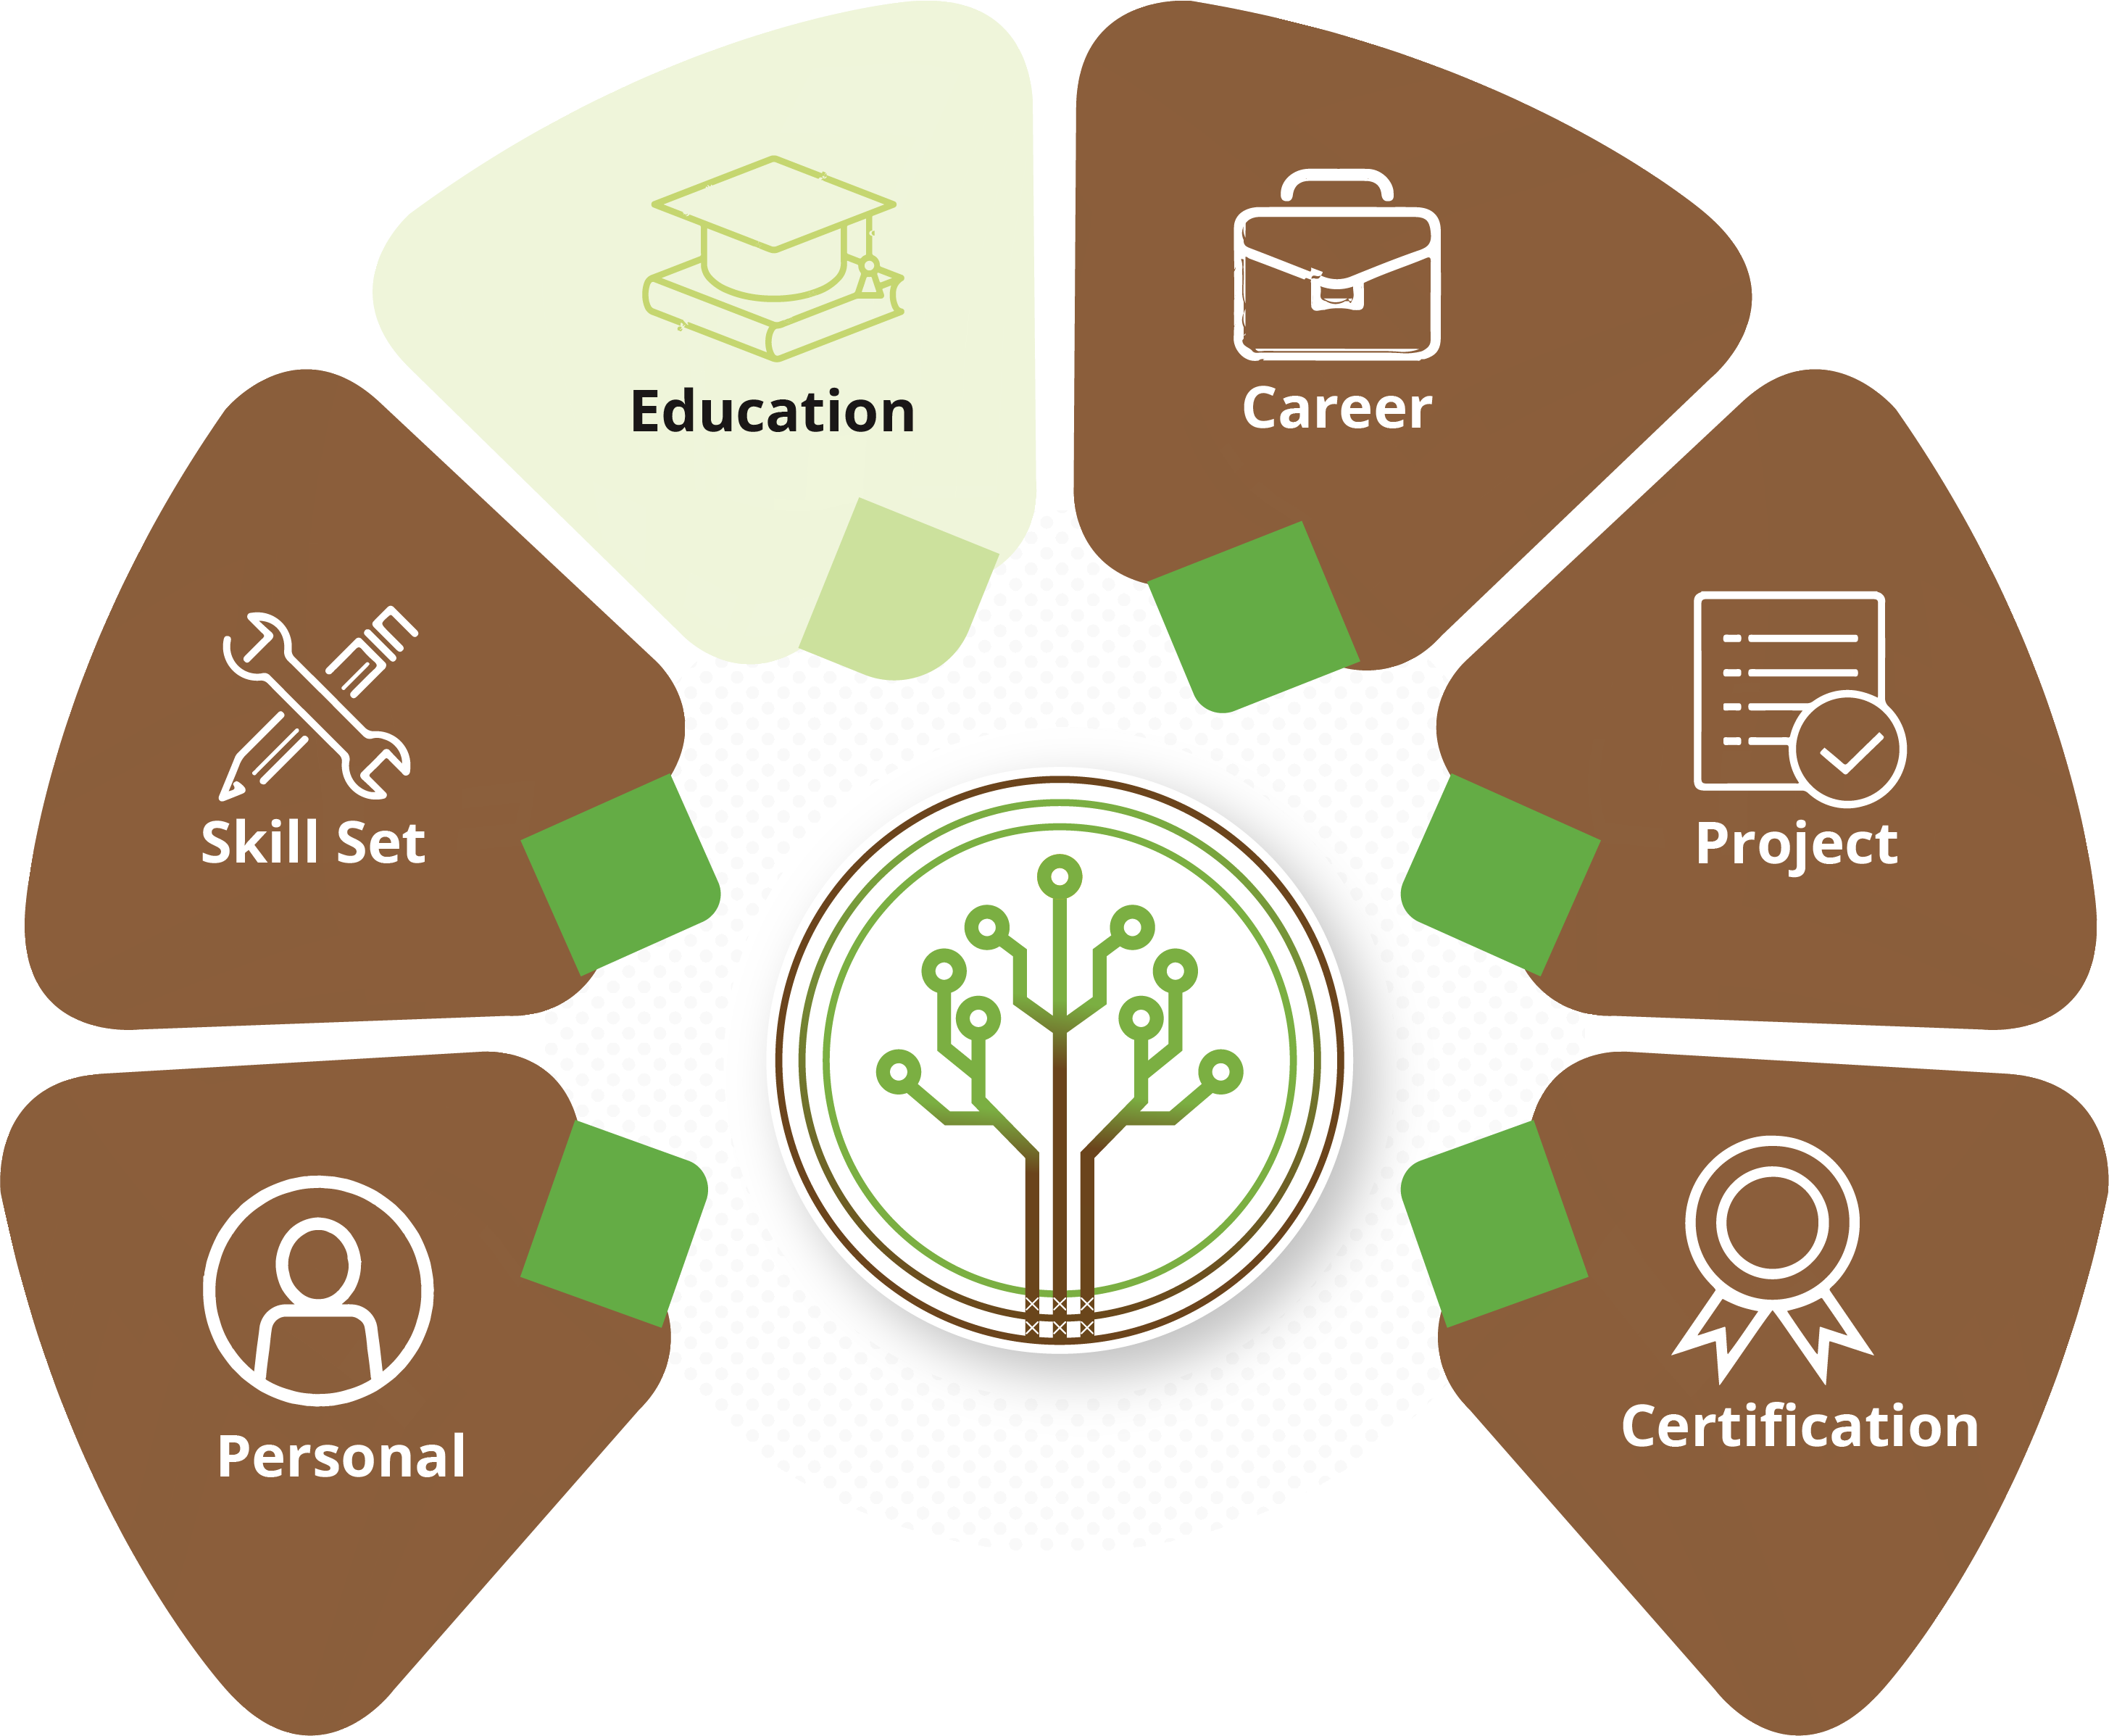 Education
Career
Skill Set
Project
Personal
Certification